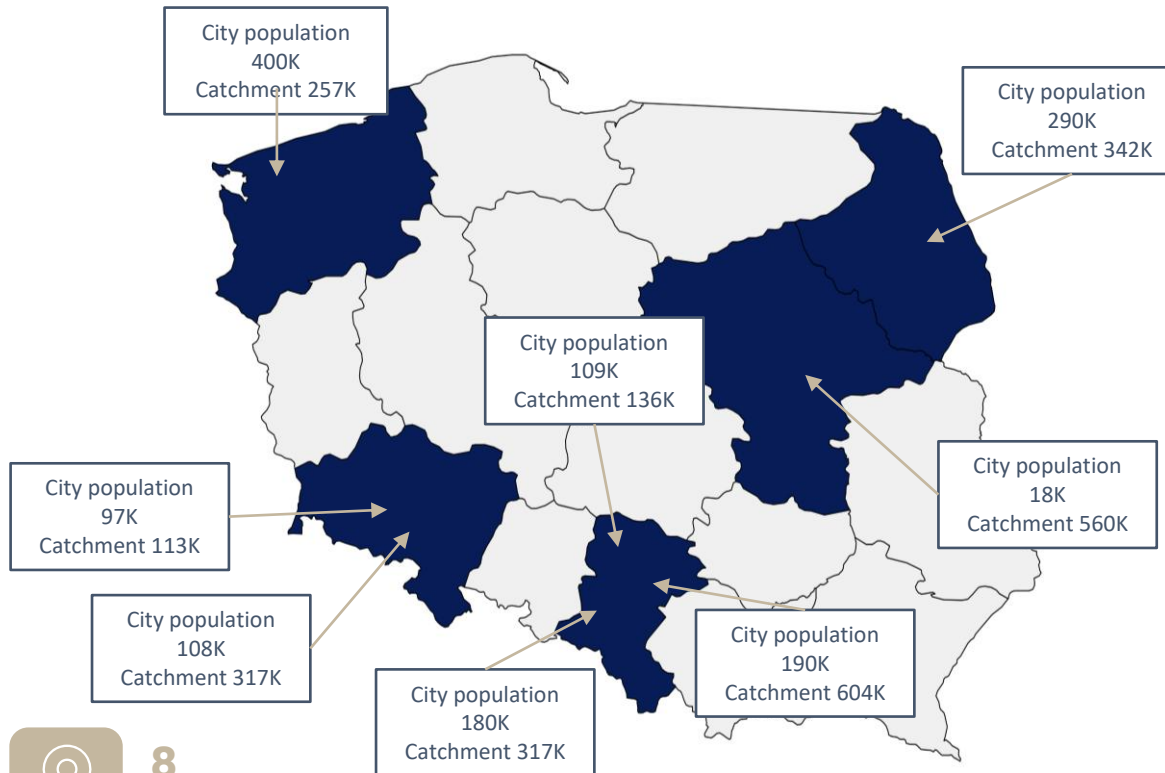 City population
400K
Catchment 257K
City population
290K
Catchment 342K
City population
109K
Catchment 136K
City population
97K
Catchment 113K
City population
18K
Catchment 560K
City population
108K
Catchment 317K
City population
190K
Catchment 604K
City population
180K
Catchment 317K
8